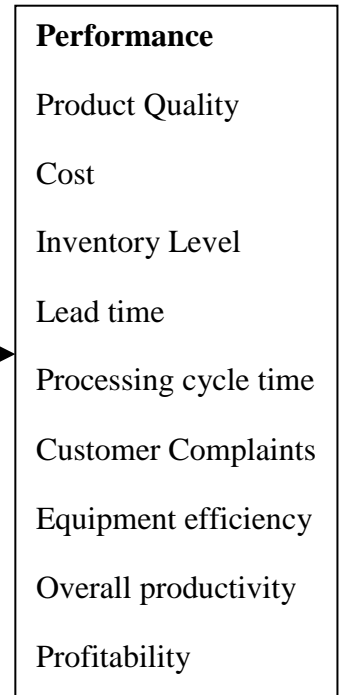 Performance
Product Quality
Cost
Inventory Level
Lead time
Processing cycle time
Customer Complaints
Equipment efficiency
Overall productivity
Profitability